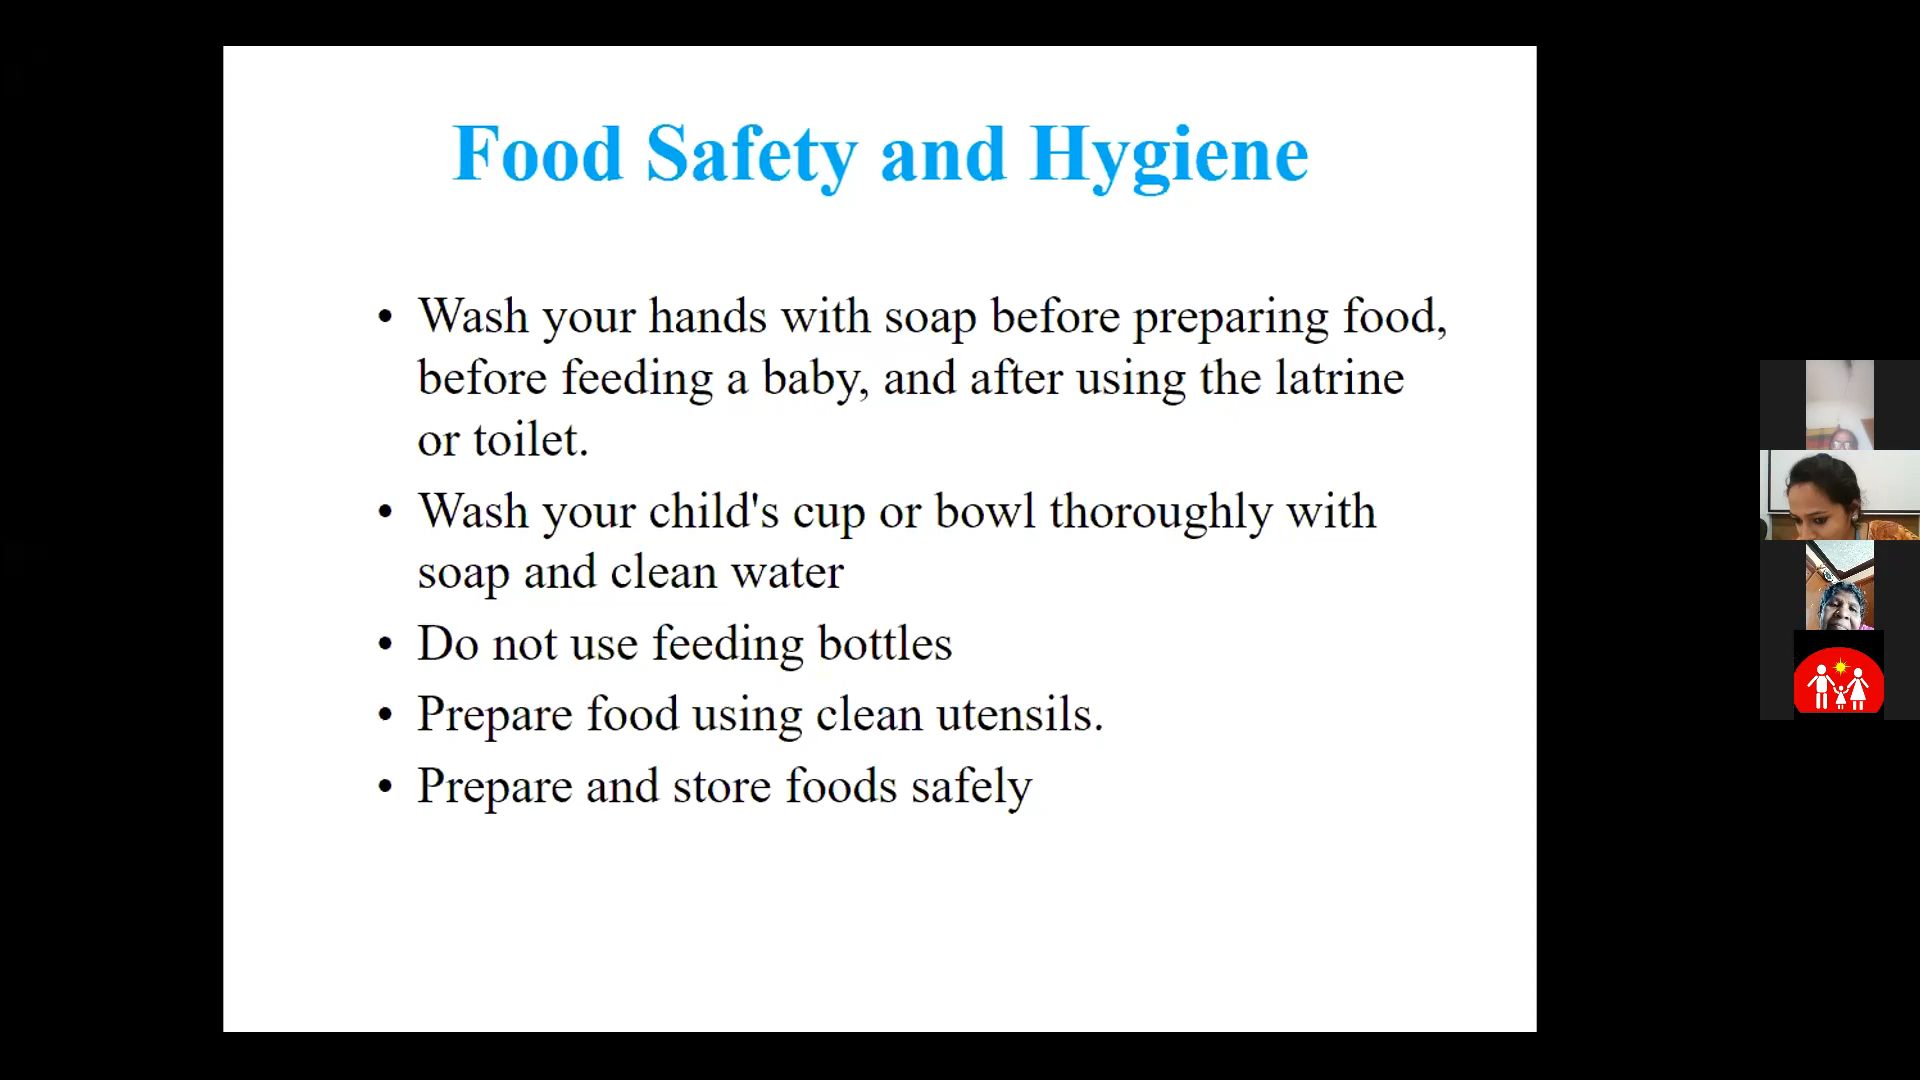 Food Safety and Hygiene
• Wash your hands with soap before preparing food,
before feeding a baby, and after using the latrine
or toilet.
• Wash your child's cup or bowl thoroughly with
soap and clean water
• Do not use feeding bottles
• Prepare food using clean utensils.
• Prepare and store foods safely